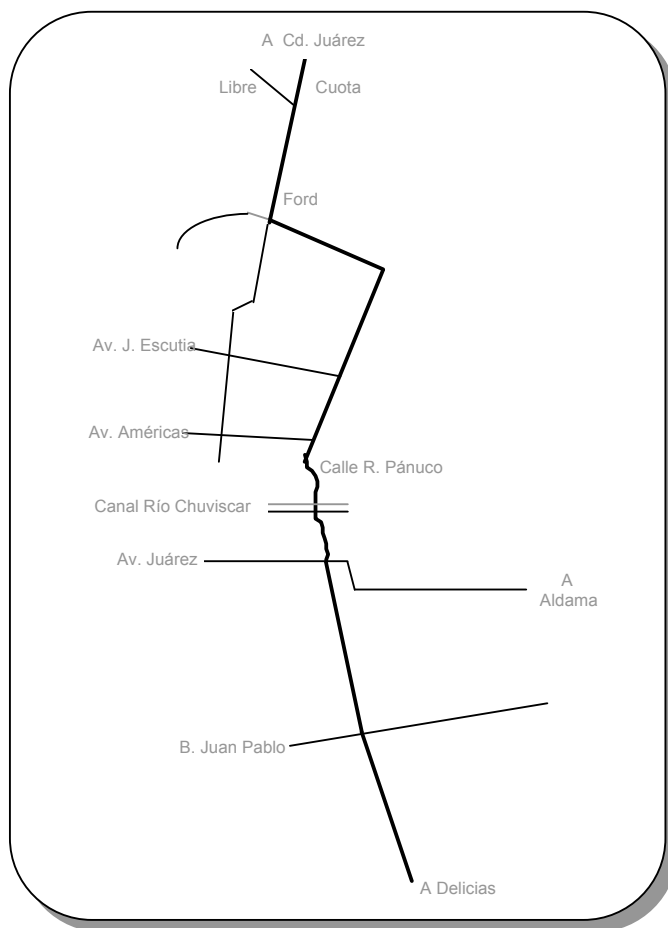 A Cd. Juárez
Libre
Cuota
Ford
Av. J. Escutia
Av. Américas
Calle R. Pánuco
Canal Río Chuviscar
Av. Juárez
A
Aldama
B. Juan Pablo
A Delicias